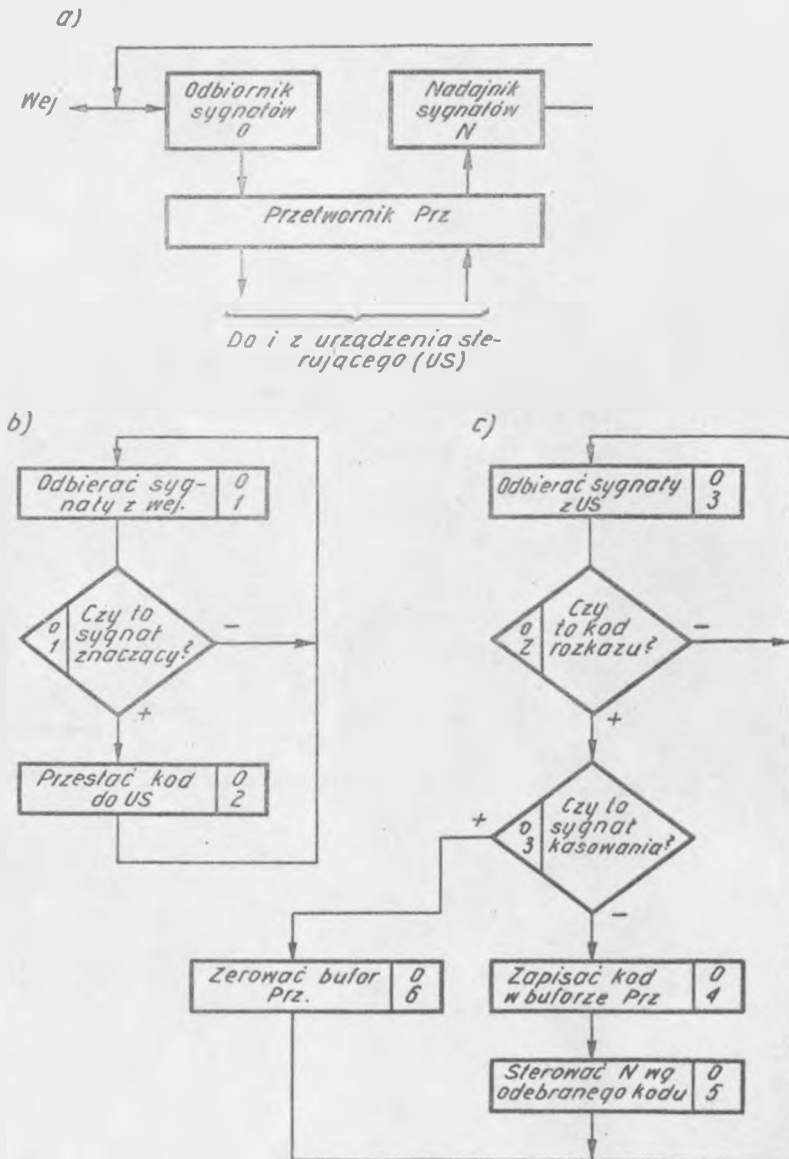 a)
Wej
Odbiornik
sygnałów
O
Nadajnik
sygnałów
N
Przetwornik Prz
Do i z urządzenia ste-
rującego (US)
b)
Odbierać syg-
nały z wej.
0
1
Czy to
sygnał
znaczący?
0
1
-
+
Przesłać kod
do US
0
2
c)
Odbierać sygnały
z US
0
3
Czy
to kod
rozkazu?
0
2
-
+
Czy to
sygnał
kasowania?
0
3
+
-
Zerować bufor
Prz.
0
6
Zapisać kod
w buforze Prz
0
4
Sterować N wg
odebranego kodu
0
5